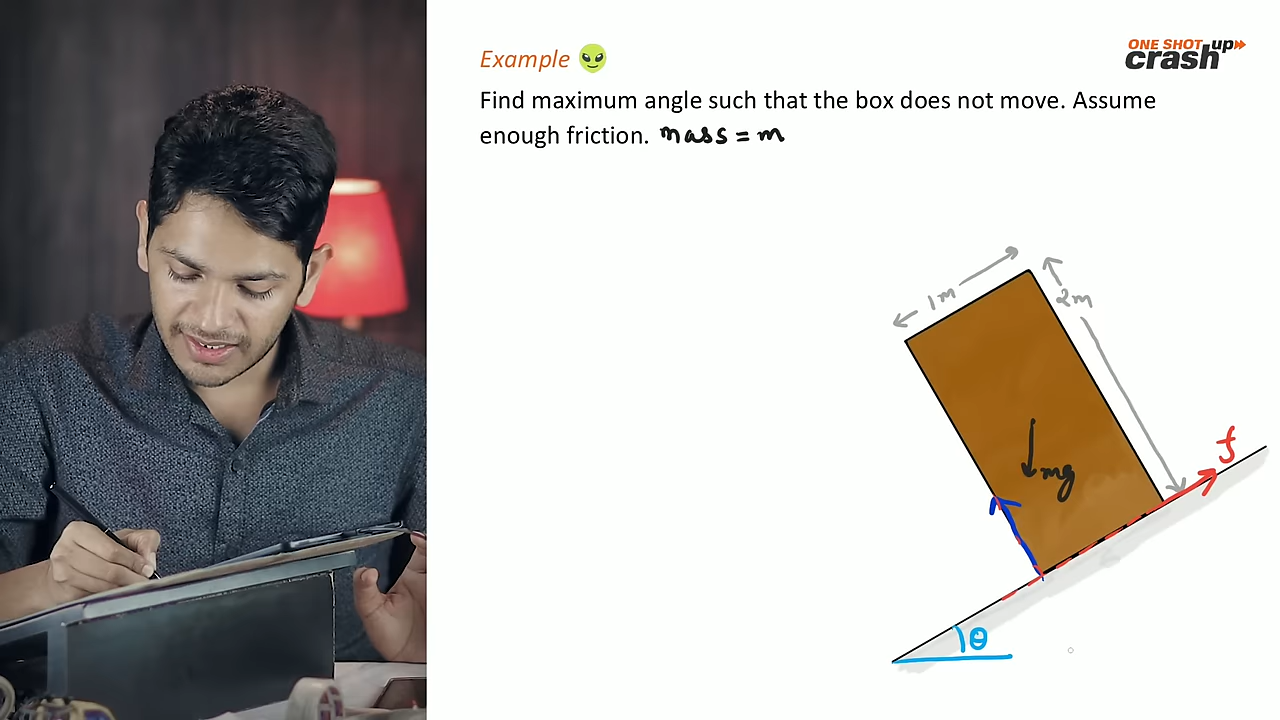 Example
ONE SHOT up
crash
Find maximum angle such that the box does not move. Assume
enough friction. mass = m
1m
2m
mg
f
θ